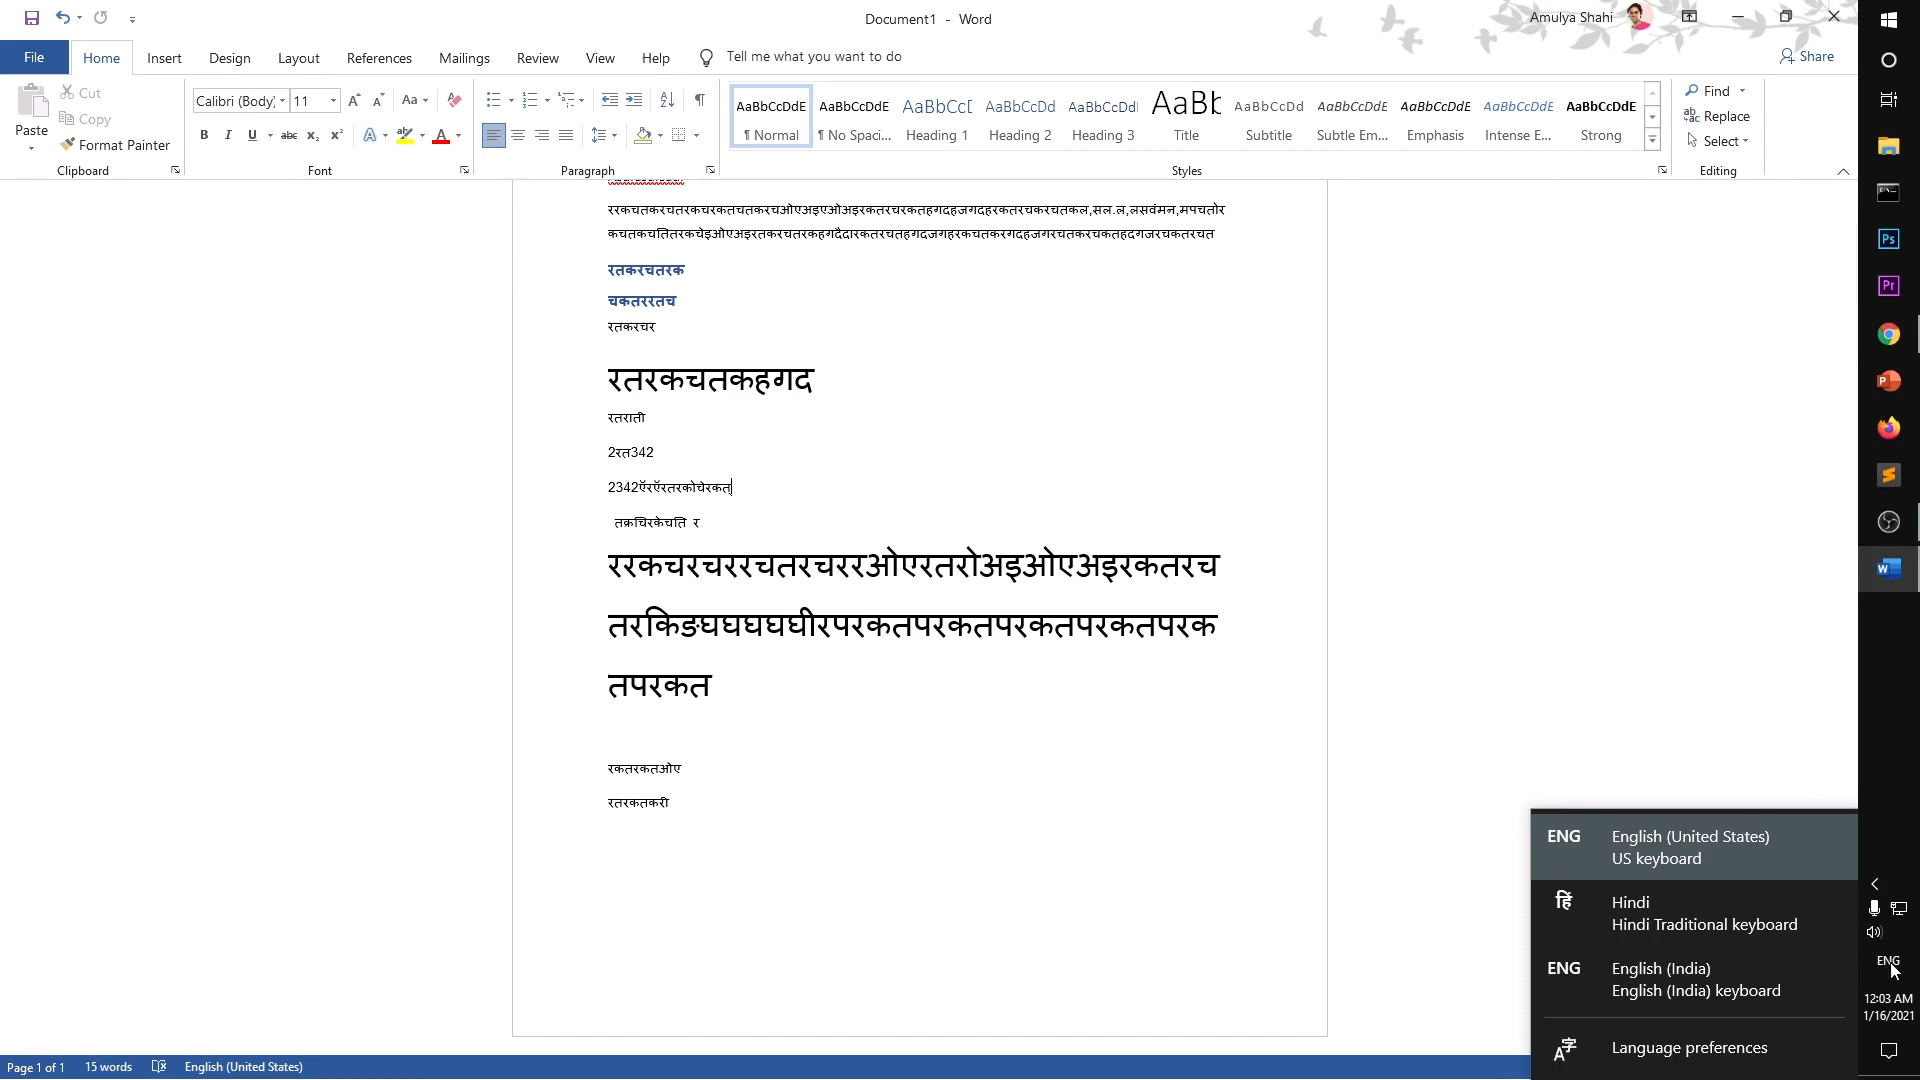 Document1 - Word
Amulya Shahi
File Home Insert Design Layout References Mailings Review View Help Tell me what you want to do
Share
Paste
Cut
Copy
Format Painter
Clipboard
Calibri (Body) 11
Font
Paragraph
AaBbCcDdE AaBbCcDdE AaBbCcD AaBbCcDd AaBbCcDd AaBb AaBbCcDd AaBbCcDdE AaBbCcDdE AaBbCcDdE AaBbCcDdE
¶ Normal ¶ No Spaci... Heading 1 Heading 2 Heading 3 Title Subtitle Subtle Em... Emphasis Intense E... Strong
Styles
Find
Replace
Select
Editing
ररकचतकरचतरकचरकतचतकरचओएअइएओअइरकतरचरकतहगदहजगदहरकतरचकरचतकल,सल.ल,लसवंमन,मपचतोर
कचतकचतितरकचेइओएअइरतकरचतरकहगदैदारकतरचतहगदजगहरकचतकरगदहजगरचतकरचकतहदगजरचकतरचत
रतकरचतरक
चकतररतच
रतकरचर
रतरकचतकहगद
रतराती
2रत342
2342ऍरऍरतरकोचेरकत्
तक्रचिरकेचति र
ररकचरचररचतरचररओएरतरोअइओएअइरकतरच
तरकिङघघघघघीरपरकतपरकतपरकतपरकतपरक
तपरकत
रकतरकतओए
रतरकतकरी
ENG English (United States)
US keyboard
हिं Hindi
Hindi Traditional keyboard
ENG English (India)
English (India) keyboard
Language preferences
ENG
12:03 AM
1/16/2021
Page 1 of 1 15 words English (United States)